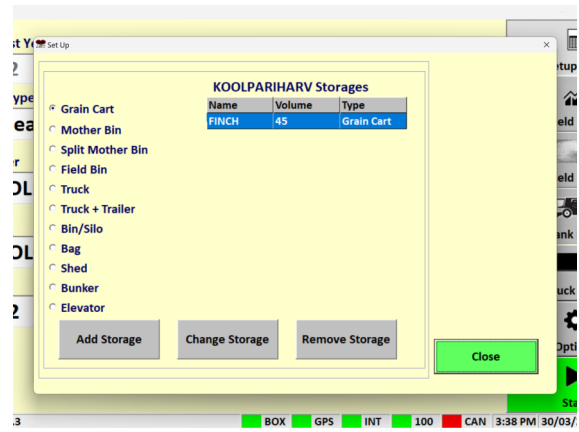 Set Up
KOOLPARIHARV Storages
Name Volume Type
FINCH 45 Grain Cart
Grain Cart
Mother Bin
Split Mother Bin
Field Bin
Truck
Truck + Trailer
Bin/Silo
Bag
Shed
Bunker
Elevator
Add Storage Change Storage Remove Storage
Close
BOX GPS INT 100 CAN 3:38 PM 30/03/